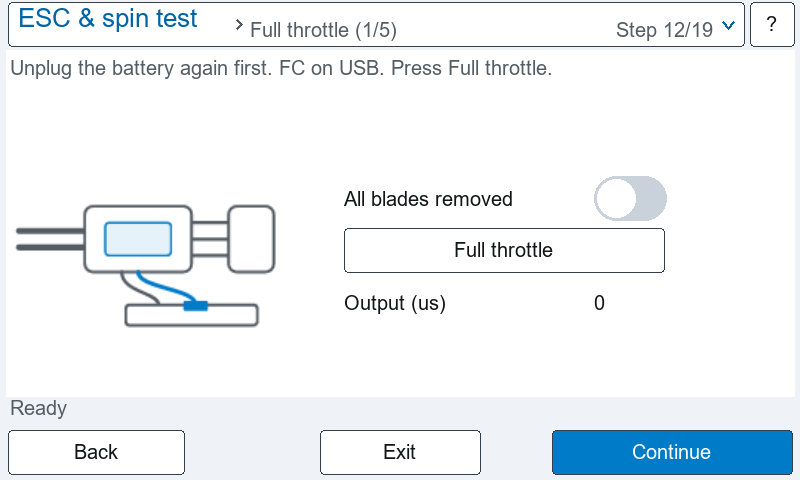 ESC & spin test
> Full throttle (1/5)
Step 12/19
?
Unplug the battery again first. FC on USB. Press Full throttle.
All blades removed
Full throttle
Output (us)
0
Ready
Back
Exit
Continue